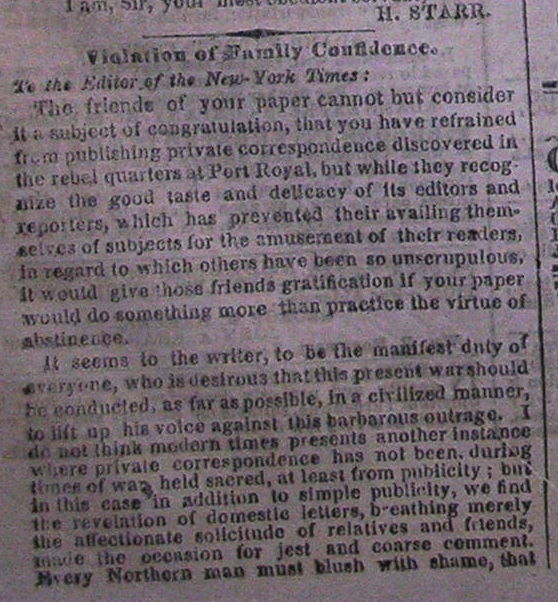 I am, Sir, your most obedient
H. STARR.
Violation of Family Confidence.
To the Editor of the New-York Times:
The friends of your paper cannot but consider
it a subject of congratulation, that you have refrained
from publishing private correspondence discovered in
the rebel quarters at Port Royal, but while they recog-
nize the good taste and delicacy of its editors and
reporters, which has prevented their availing them-
selves of subjects for the amusement of their readers,
in regard to which others have been so unscrupulous,
it would give those friends gratification if your paper
would do something more than practice the virtue of
abstinence.
It seems to the writer, to be the manifest duty of
everyone, who is desirous that this present war should
be conducted, as far as possible, in a civilized manner,
to lift up his voice against this barbarous outrage. I
do not think modern times presents another instance
where private correspondence has not been, during
times of war, held sacred, at least from publicity; but
in this case in addition to simple publicity, we find
the revelation of domestic letters, breathing merely
the affectionate solicitude of relatives and friends,
made the occasion for jest and coarse comment.
Every Northern man must blush with shame, that